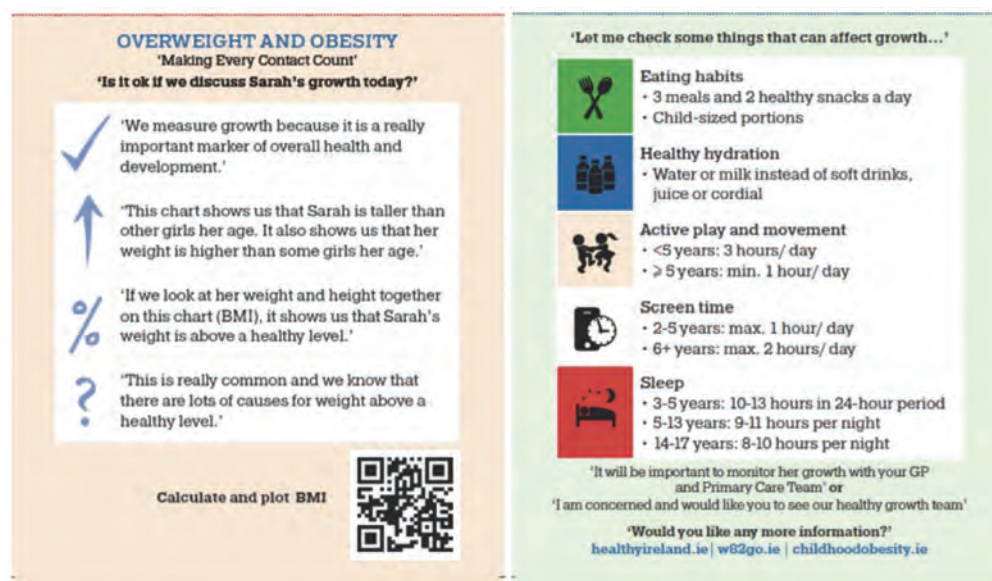 OVERWEIGHT AND OBESITY
'Making Every Contact Count'
'Is it ok if we discuss Sarah's growth today?'
'We measure growth because it is a really
important marker of overall health and
development.'
'This chart shows us that Sarah is taller than
other girls her age. It also shows us that her
weight is higher than some girls her age.'
%
'If we look at her weight and height together
on this chart (BMI), it shows us that Sarah's
weight is above a healthy level.'
?
'This is really common and we know that
there are lots of causes for weight above a
healthy level.'
Calculate and plot BMI
'Let me check some things that can affect growth...'
Eating habits
• 3 meals and 2 healthy snacks a day
• Child-sized portions
Healthy hydration
• Water or milk instead of soft drinks,
juice or cordial
Active play and movement
• <5 years: 3 hours/ day
• ⩾ 5 years: min. 1 hour/ day
Screen time
• 2-5 years: max. 1 hour/ day
• 6+ years: max. 2 hours/ day
Sleep
• 3-5 years: 10-13 hours in 24-hour period
• 5-13 years: 9-11 hours per night
• 14-17 years: 8-10 hours per night
'It will be important to monitor her growth with your GP
and Primary Care Team' or
'I am concerned and would like you to see our healthy growth team'
'Would you like any more information?'
healthyireland.ie | w82go.ie | childhoodobesity.ie